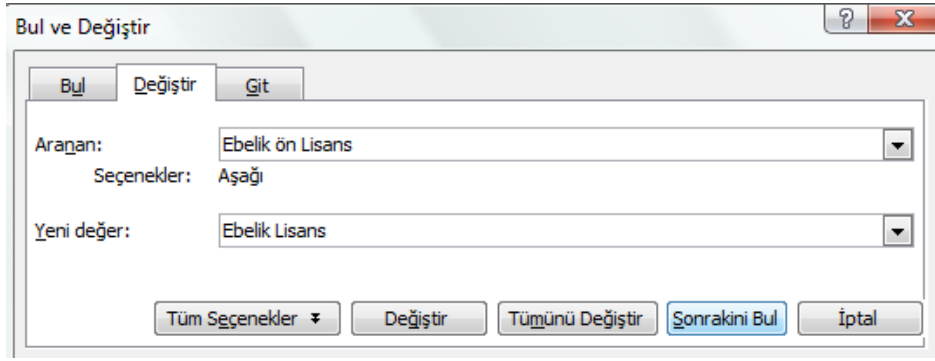 Bul ve Değiştir
Bul Değiştir Git
Aranan: Ebelik ön Lisans
Seçenekler: Aşağı
Yeni değer: Ebelik Lisans
Tüm Seçenekler Değiştir Tümünü Değiştir Sonrakini Bul İptal